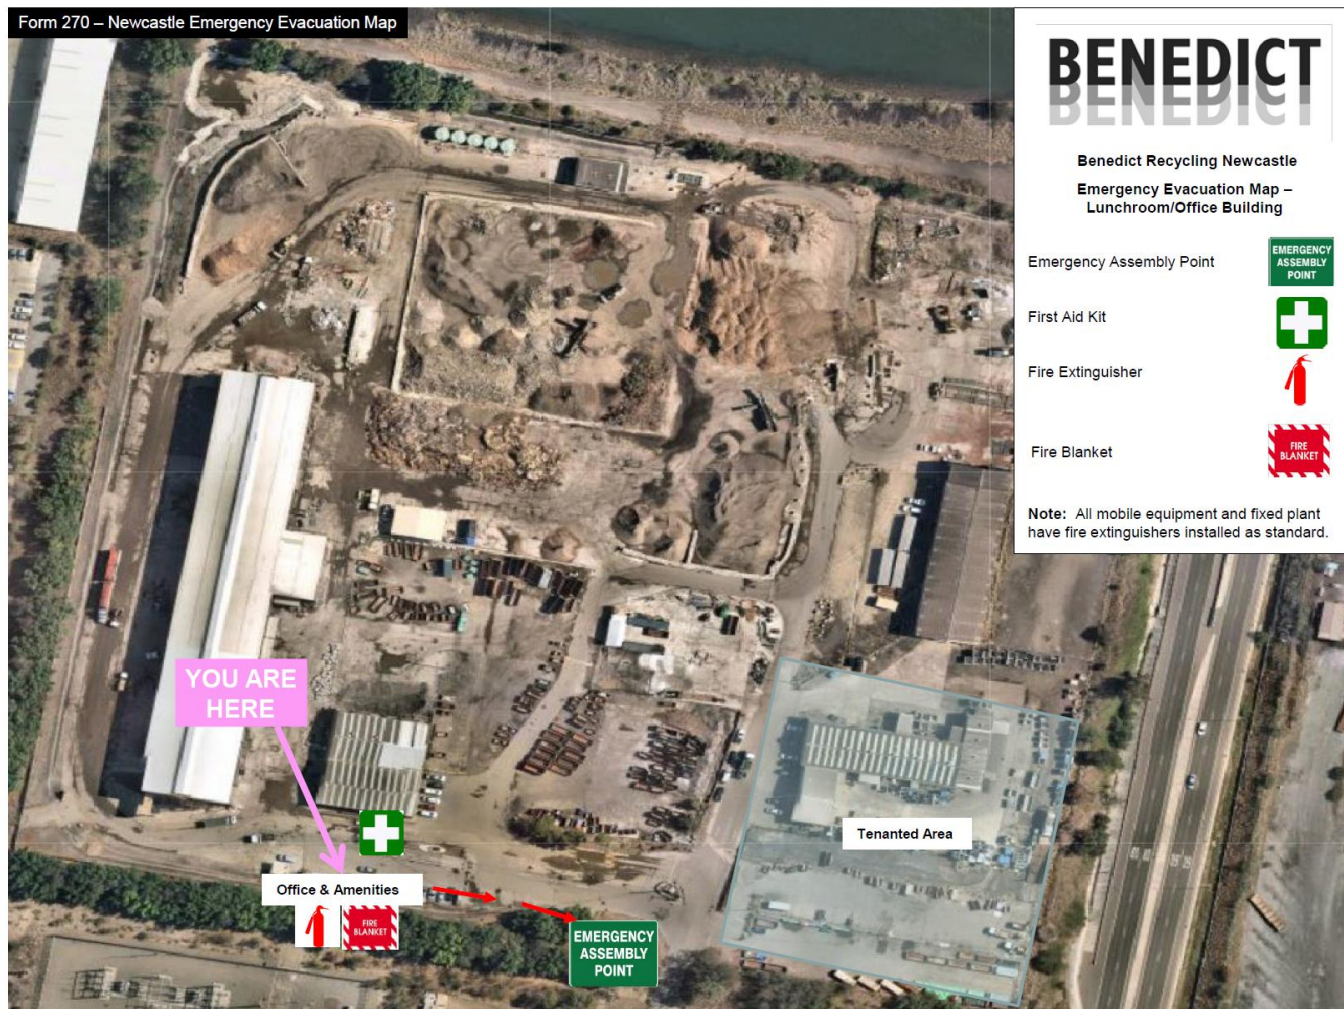 Form 270 – Newcastle Emergency Evacuation Map
BENEDICT
Benedict Recycling Newcastle
Emergency Evacuation Map –
Lunchroom/Office Building
Emergency Assembly Point
EMERGENCY
ASSEMBLY
POINT
First Aid Kit
Fire Extinguisher
Fire Blanket
FIRE
BLANKET
Note: All mobile equipment and fixed plant
have fire extinguishers installed as standard.
YOU ARE
HERE
Tenanted Area
Office & Amenities
FIRE
BLANKET
EMERGENCY
ASSEMBLY
POINT